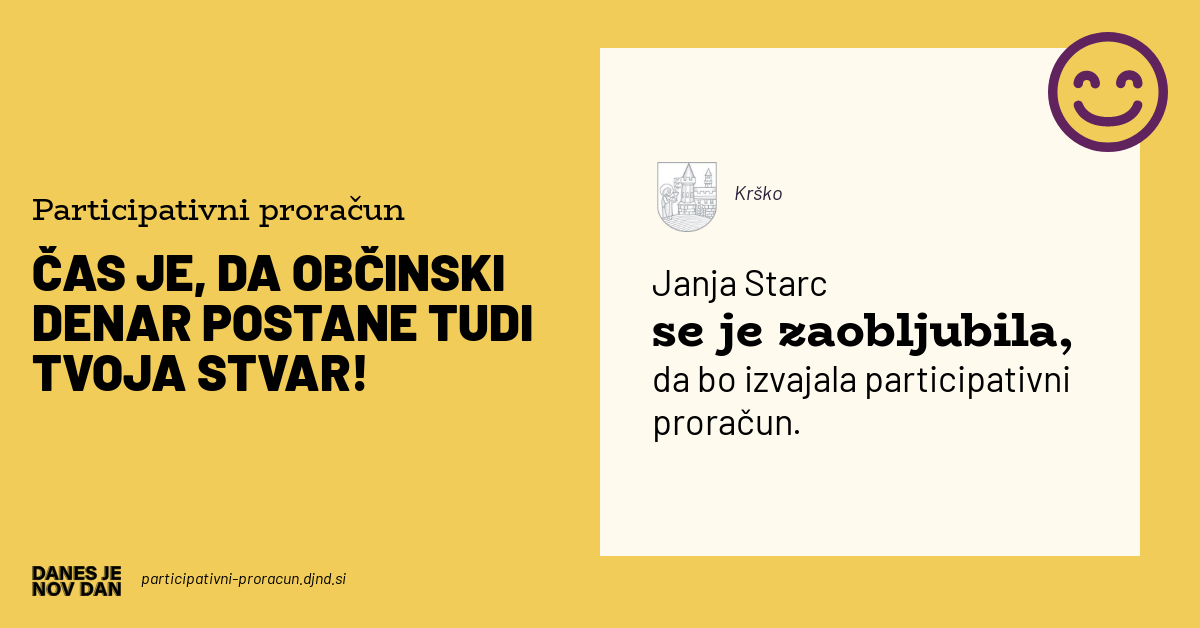 Participativni proračun
ČAS JE, DA OBČINSKI
DENAR POSTANE TUDI
TVOJA STVAR!
Krško
Janja Starc
se je zaobljubila,
da bo izvajala participativni
proračun.
DANES JE
NOV DAN
participativni-proracun.djnd.si